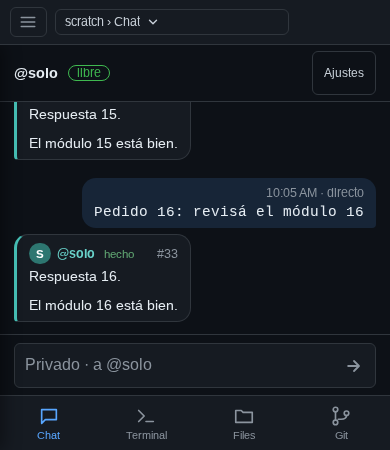 scratch › Chat
@solo libre Ajustes
Respuesta 15.
El módulo 15 está bien.
10:05 AM · directo
Pedido 16: revisá el módulo 16
S @solo hecho #33
Respuesta 16.
El módulo 16 está bien.
Privado · a @solo
Chat Terminal Files Git